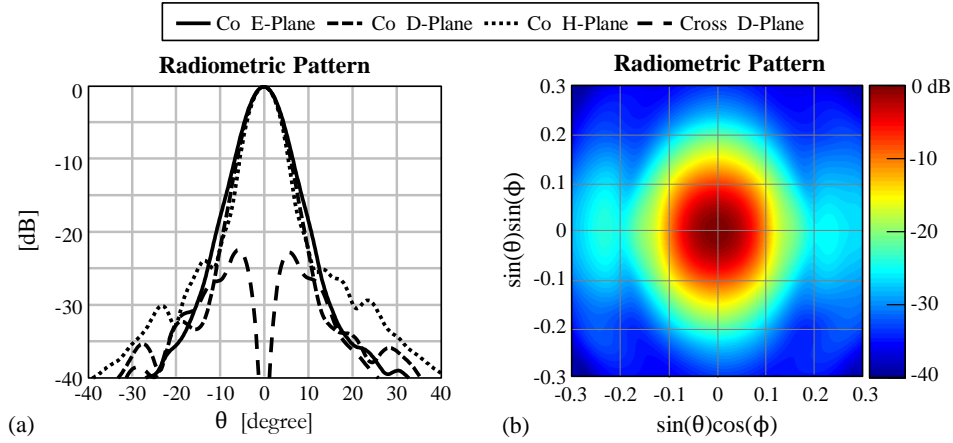 Co E-Plane Co D-Plane Co H-Plane Cross D-Plane
Radiometric Pattern
0
-10
-20
-30
-40
[dB]
-40 -30 -20 -10 0 10 20 30 40
θ [degree]
(a)
Radiometric Pattern
0.3
0.2
0.1
0
-0.1
-0.2
-0.3
sin(θ)sin(ϕ)
-0.3 -0.2 -0.1 0 0.1 0.2 0.3
sin(θ)cos(ϕ)
0 dB
-10
-20
-30
-40
(b)